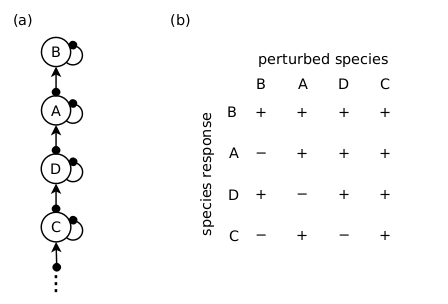 (a)
B
A
D
C
(b)
perturbed species
B A D C
species response
B + + + +
A − + + +
D + − + +
C − + − +